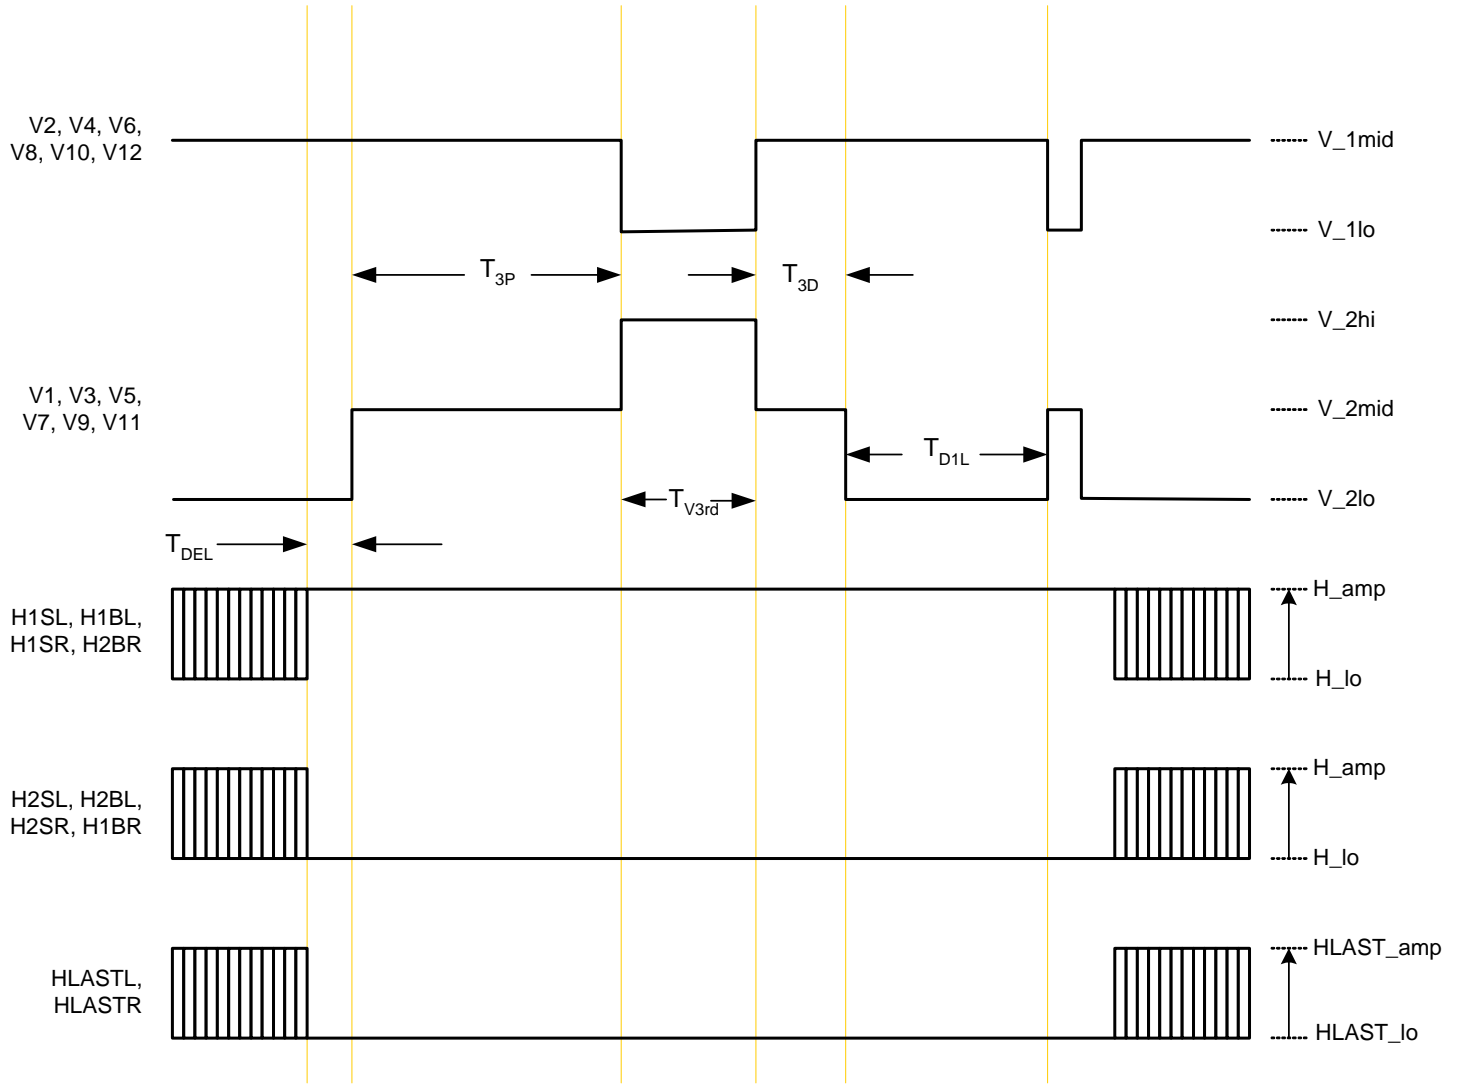 V2, V4, V6,
V8, V10, V12
V_1mid
V_1lo
T3P
T3D
V_2hi
V1, V3, V5,
V7, V9, V11
V_2mid
TD1L
TV3rd
V_2lo
TDEL
H1SL, H1BL,
H1SR, H2BR
H_amp
H_lo
H2SL, H2BL,
H2SR, H1BR
H_amp
H_lo
HLASTL,
HLASTR
HLAST_amp
HLAST_lo